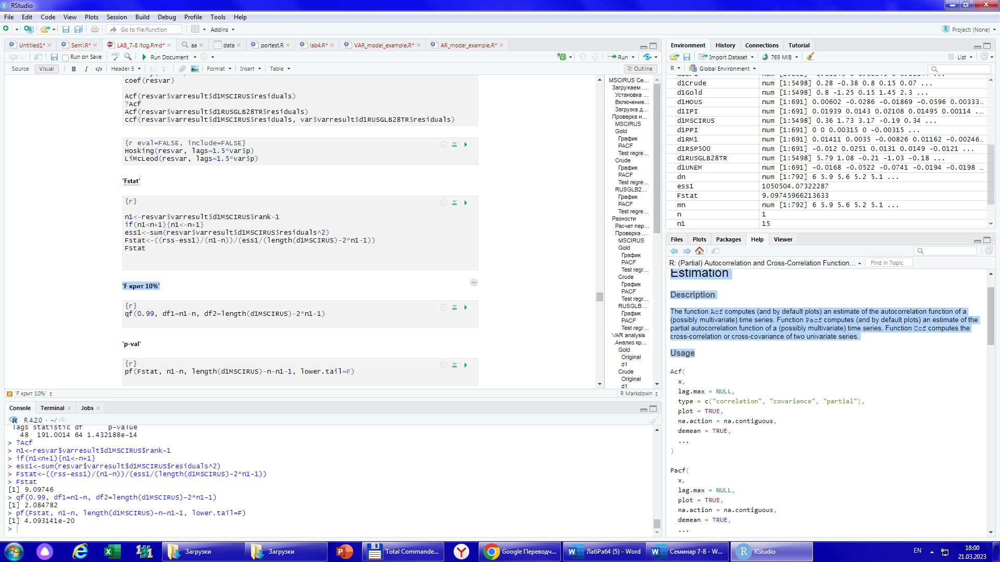 RStudio
File Edit Code View Plots Session Build Debug Profile Tools Help
Go to file/function Addins Project: (None)
Untitled1* Semi.R* LAB_7-8 itog.Rmd* aa data portest.R lab4.R* VAR_model_example.R* AR_model_example.R*
Run on Save ABC Run Document Run
Source Visual B I </> Header 5 Format Insert Table Outline
coef(resvar)
Acf(resvar$varresult$d1MSCIRUS$residuals)
?Acf
Acf(resvar$varresult$d1RUSGLB28TR$residuals)
ccf(resvar$varresult$d1MSCIRUS$residuals, var$varresult$d1RUSGLB28TR$residuals)
{r eval=FALSE, include=FALSE}
Hosking(resvar, lags=1.5*var$p)
LiMcLeod(resvar, lags=1.5*var$p)
'Fstat'
{r}
n1<-resvar$varresult$d1MSCIRUS$rank-1
if(n1<n+1){n1<-n+1}
ess1<-sum(resvar$varresult$d1MSCIRUS$residuals^2)
Fstat<-((rss-ess1)/(n1-n))/(ess1/(length(d1MSCIRUS)-2*n1-1))
Fstat
'F крит 10%'
{r}
qf(0.99, df1=n1-n, df2=length(d1MSCIRUS)-2*n1-1)
'p-val'
{r}
pf(Fstat, n1-n, length(d1MSCIRUS)-n-n1-1, lower.tail=F)
MSCIRUS Се...
Загружаем ...
Установка ...
Включение...
Загрузка д...
Проверка н...
MSCIRUS
Gold
График
PACF
Test regre...
Crude
График
PACF
Test regre...
RUSGLB2...
График
PACF
Test regre...
Разности
Расчет пер...
Проверка ...
MSCIRUS
Gold
График
PACF
Test regr...
Crude
График
PACF
Test regr...
RUSGLB...
График
PACF
Test regr...
VAR analysis
Анализ кр...
Gold
Original
d1
Crude
Original
d1
# 'F крит 10%' R Markdown
Console Terminal Jobs
R 4.2.0 · ~/
lags statistic df p-value
48 191.0014 64 1.432188e-14
> ?Acf
> n1<-resvar$varresult$d1MSCIRUS$rank-1
> if(n1<n+1){n1<-n+1}
> ess1<-sum(resvar$varresult$d1MSCIRUS$residuals^2)
> Fstat<-((rss-ess1)/(n1-n))/(ess1/(length(d1MSCIRUS)-2*n1-1))
> Fstat
[1] 9.09746
> qf(0.99, df1=n1-n, df2=length(d1MSCIRUS)-2*n1-1)
[1] 2.084782
> pf(Fstat, n1-n, length(d1MSCIRUS)-n-n1-1, lower.tail=F)
[1] 4.093141e-20
>
Environment History Connections Tutorial
Import Dataset 769 MiB List
R Global Environment
d1Crude num [1:5498] 0.28 -0.38 0.8 0.15 0.07 ...
d1Gold num [1:5498] 0.8 -1.25 0.15 1.45 2.3 ...
d1HOUS num [1:691] 0.00602 -0.0286 -0.01869 -0.0596 0.00333...
d1IPI num [1:691] 0.01939 0.0143 0.02108 0.01495 0.00114 ...
d1MSCIRUS num [1:5498] 0.36 1.73 3.17 -0.19 0.34 ...
d1PPI num [1:691] 0 0 0.00315 0 -0.00315 ...
d1RM1 num [1:691] 0.01411 0.0035 -0.00826 0.01162 -0.00246...
d1RSP500 num [1:691] -0.012 0.0251 0.0131 0.0149 -0.0121 ...
d1RUSGLB28TR num [1:5498] 5.79 1.08 -0.21 -1.03 -0.18 ...
d1UNEM num [1:691] -0.0168 -0.0522 -0.0741 -0.0194 -0.0198 ...
dn num [1:792] 6 5.9 5.6 5.2 5.1 ...
ess1 1050504.07322287
Fstat 9.09745966213633
mn num [1:792] 6 5.9 5.6 5.2 5.1 ...
n 1
n1 15
Files Plots Packages Help Viewer
R: (Partial) Autocorrelation and Cross-Correlation Function... Find in Topic
Estimation
Description
The function Acf computes (and by default plots) an estimate of the autocorrelation function of a
(possibly multivariate) time series. Function Pacf computes (and by default plots) an estimate of the
partial autocorrelation function of a (possibly multivariate) time series. Function Ccf computes the
cross-correlation or cross-covariance of two univariate series.
Usage
Acf(
x,
lag.max = NULL,
type = c("correlation", "covariance", "partial"),
plot = TRUE,
na.action = na.contiguous,
demean = TRUE,
...
)
Pacf(
x,
lag.max = NULL,
plot = TRUE,
na.action = na.contiguous,
demean = TRUE,
...
Загрузки Загрузки Total Commande... Google Переводч... ЛабРаб4 (5) - Word Семинар 7-8 - W... RStudio EN 18:00
21.03.2023